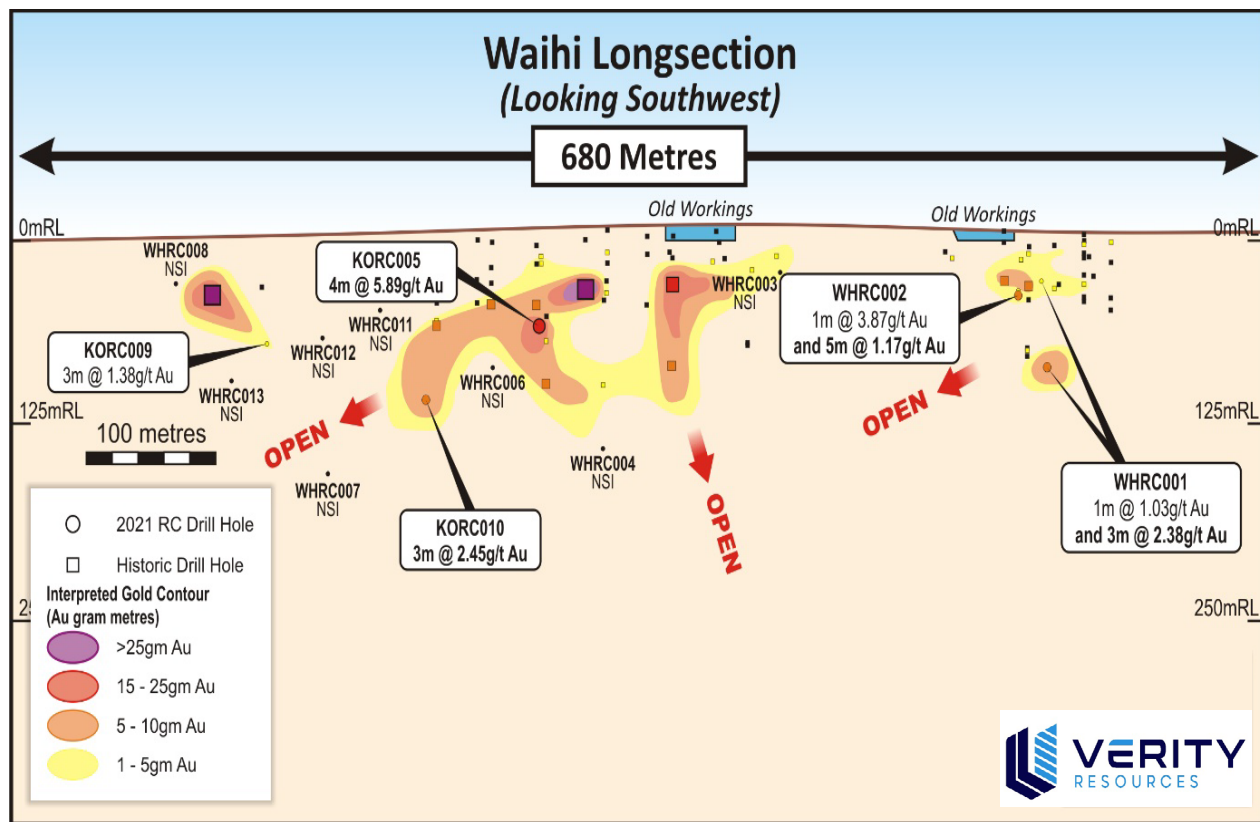 Waihi Longsection
(Looking Southwest)
680 Metres
Old Workings
Old Workings
0mRL
0mRL
WHRC008
NSI
KORC005
4m @ 5.89g/t Au
WHRC003
NSI
WHRC002
1m @ 3.87g/t Au
and 5m @ 1.17g/t Au
WHRC011
NSI
WHRC012
NSI
KORC009
3m @ 1.38g/t Au
WHRC006
NSI
WHRC013
NSI
OPEN
OPEN
125mRL
125mRL
100 metres
WHRC004
NSI
WHRC007
NSI
OPEN
KORC010
3m @ 2.45g/t Au
WHRC001
1m @ 1.03g/t Au
and 3m @ 2.38g/t Au
250mRL
2021 RC Drill Hole
Historic Drill Hole
Interpreted Gold Contour
(Au gram metres)
>25gm Au
15 - 25gm Au
5 - 10gm Au
1 - 5gm Au
VERITY
RESOURCES